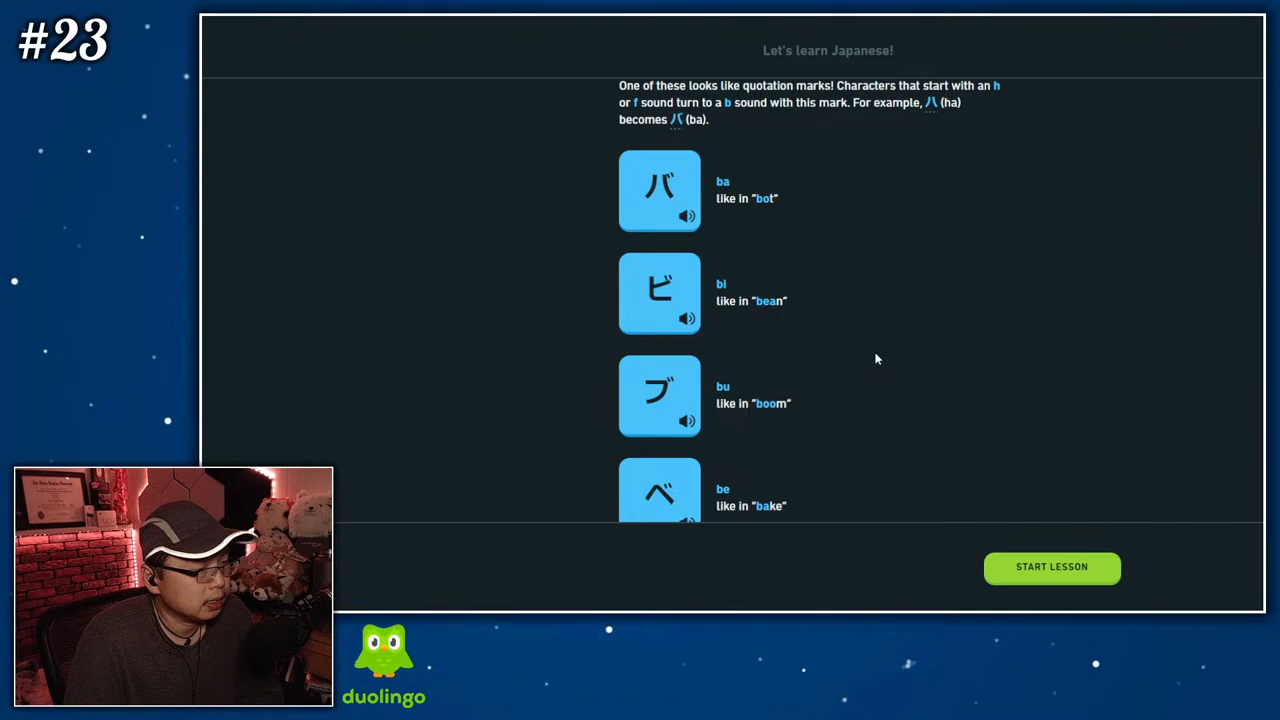 #23
Let's learn Japanese!
One of these looks like quotation marks! Characters that start with an h
or f sound turn to a b sound with this mark. For example, ハ (ha)
becomes バ (ba).
バ
ba
like in "bot"
ビ
bi
like in "bean"
ブ
bu
like in "boom"
ベ
be
like in "bake"
START LESSON
duolingo